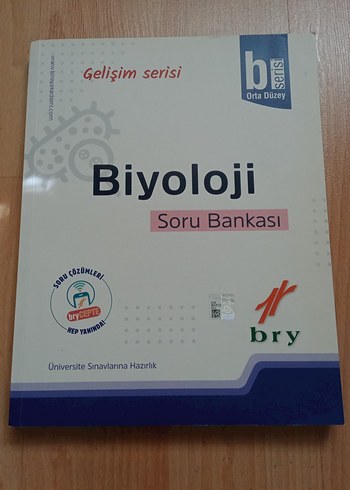 Gelişim serisi
b serisi
Orta Düzey
Biyoloji
Soru Bankası
SORU ÇÖZÜMLERİ
bryCEPTE
HEP YANINDA!
bry
Üniversite Sınavlarına Hazırlık